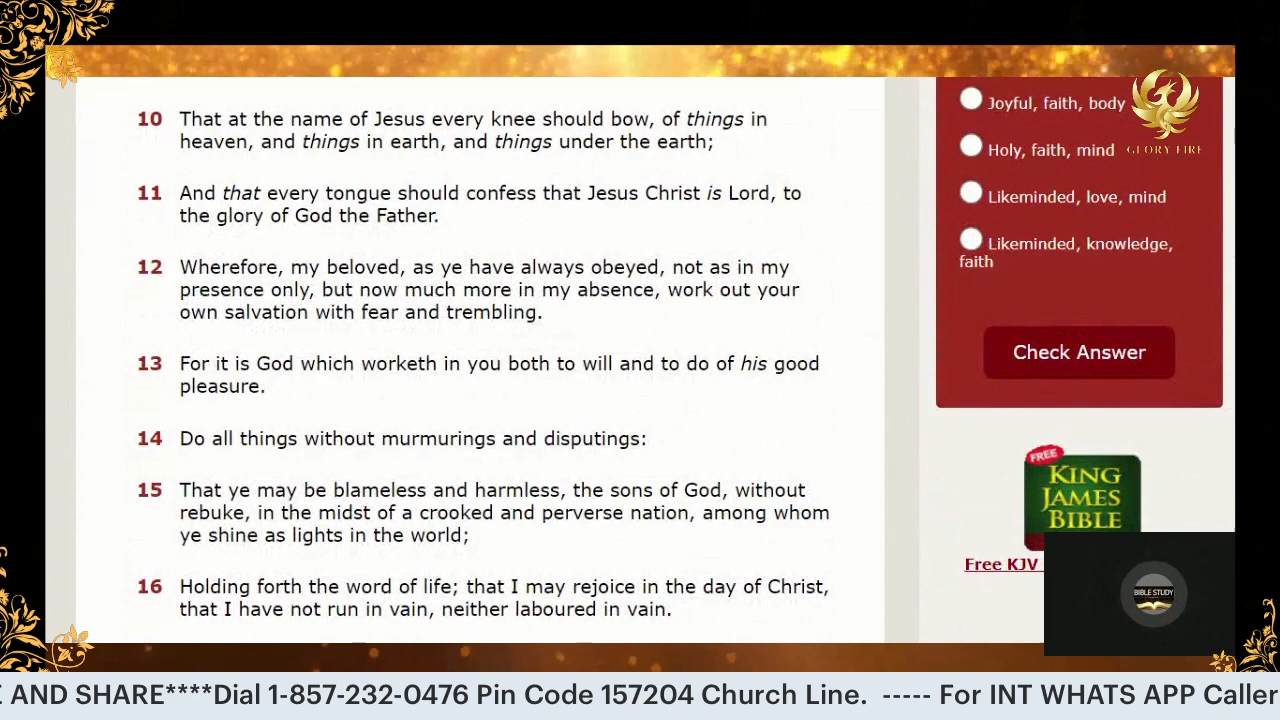 10 That at the name of Jesus every knee should bow, of things in
heaven, and things in earth, and things under the earth;
11 And that every tongue should confess that Jesus Christ is Lord, to
the glory of God the Father.
12 Wherefore, my beloved, as ye have always obeyed, not as in my
presence only, but now much more in my absence, work out your
own salvation with fear and trembling.
13 For it is God which worketh in you both to will and to do of his good
pleasure.
14 Do all things without murmurings and disputings:
15 That ye may be blameless and harmless, the sons of God, without
rebuke, in the midst of a crooked and perverse nation, among whom
ye shine as lights in the world;
16 Holding forth the word of life; that I may rejoice in the day of Christ,
that I have not run in vain, neither laboured in vain.
Joyful, faith, body
Holy, faith, mind
GLORY FIRE
Likeminded, love, mind
Likeminded, knowledge,
faith
Check Answer
FREE
KING
JAMES
BIBLE
Free KJV
BIBLE STUDY
E AND SHARE****Dial 1-857-232-0476 Pin Code 157204 Church Line. ----- For INT WHATS APP Caller